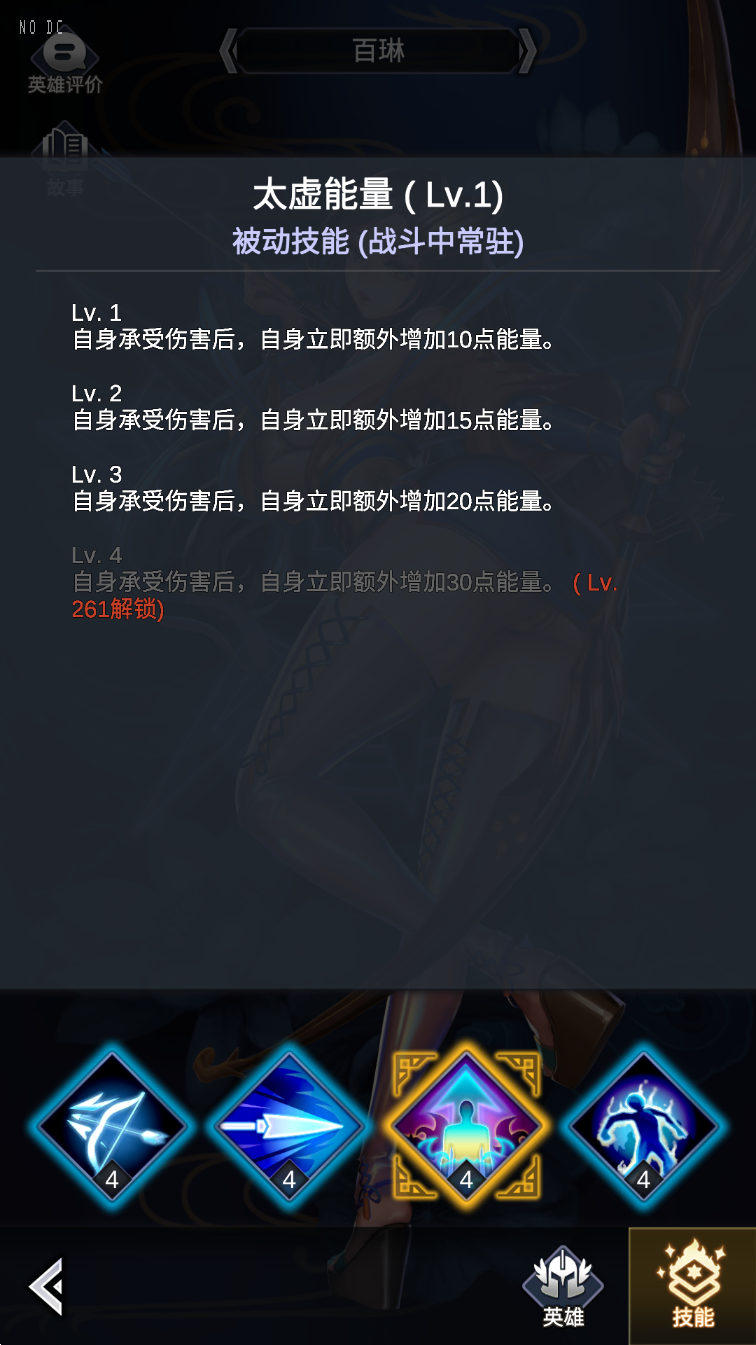 NO DC
百琳
英雄评价
故事
太虚能量 ( Lv.1)
被动技能 (战斗中常驻)
Lv. 1
自身承受伤害后，自身立即额外增加10点能量。
Lv. 2
自身承受伤害后，自身立即额外增加15点能量。
Lv. 3
自身承受伤害后，自身立即额外增加20点能量。
Lv. 4
自身承受伤害后，自身立即额外增加30点能量。 ( Lv.
261解锁)
4
4
4
4
英雄
技能